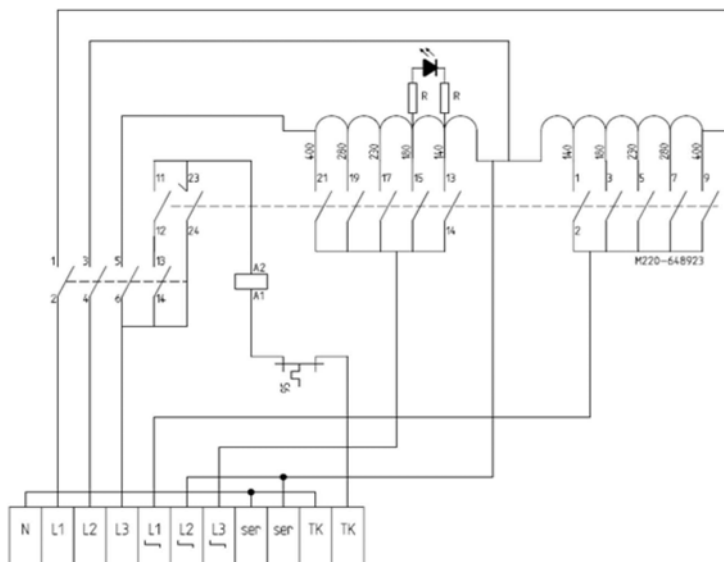 R R
400 280 230 180 140
140 180 230 280 400
11 23
21 19 17 15 13
1 3 5 7 9
12 24
14
2
M220-648923
1 3 5 13
A2
A1
2 4 6 14
N L1 L2 L3 L1 L2 L3 ser ser TK TK